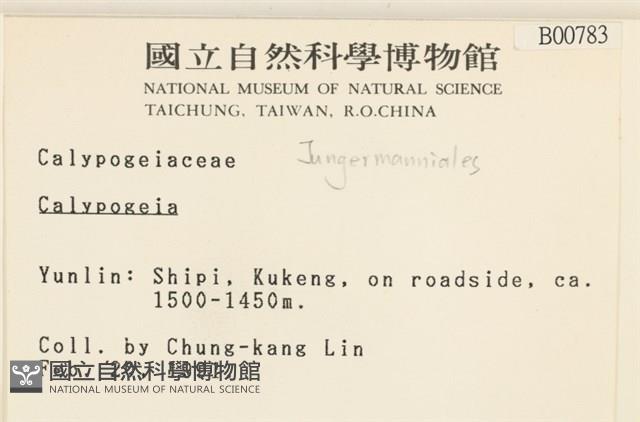 B00783
國立自然科學博物館
NATIONAL MUSEUM OF NATURAL SCIENCE
TAICHUNG, TAIWAN, R.O.CHINA
Calypogeiaceae Jungermanniales
Calypogeia
Yunlin: Shipi, Kukeng, on roadside, ca.
1500-1450m.
Coll. by Chung-kang Lin
Feb.
國立自然科學博物館
NATIONAL MUSEUM OF NATURAL SCIENCE